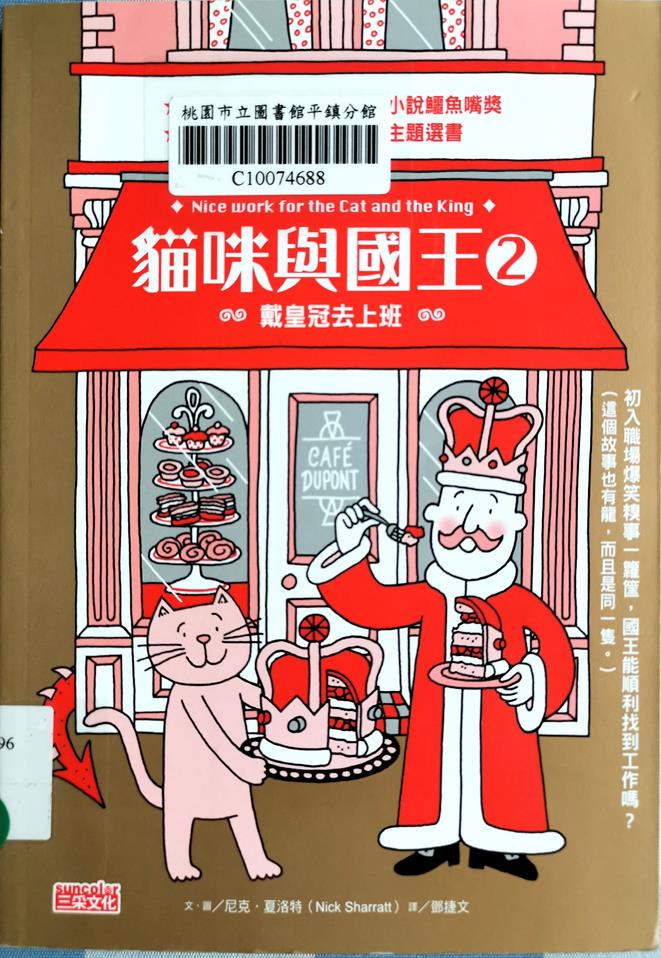 桃園市立圖書館平鎮分館
C10074688
小說鱷魚嘴獎
主題選書
Nice work for the Cat and the King
貓咪與國王2
戴皇冠去上班
CAFÉ
DUPONT
初入職場爆笑糗事一籮筐，國王能順利找到工作嗎？
（這個故事也有龍，而且是同一隻。）
96
suncolor
三采文化
文·圖／尼克·夏洛特（Nick Sharratt） 譯／鄧捷文